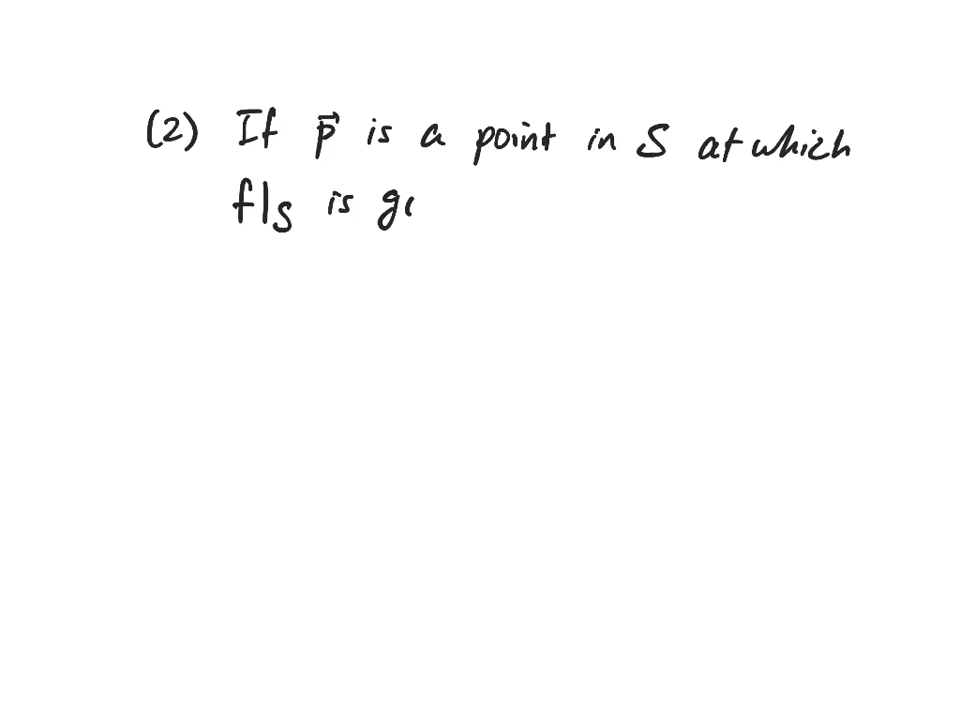 (2) If p⃗ is a point in S at which
f|s is